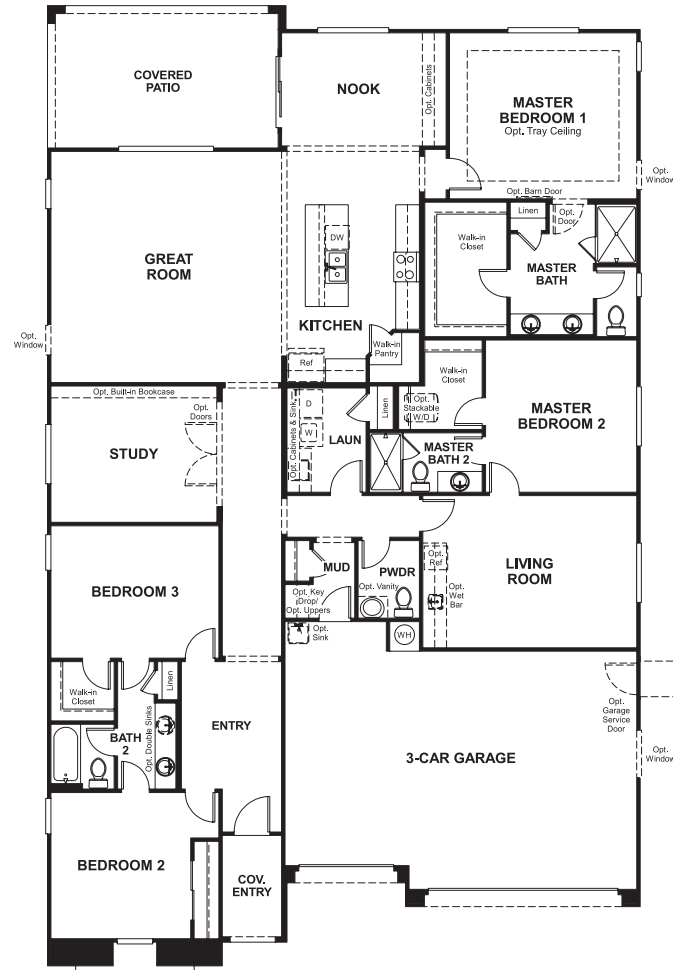 COVERED
PATIO
NOOK
Opt. Cabinets
MASTER
BEDROOM 1
Opt. Tray Ceiling
Opt.
Window
Opt. Barn Door
Linen
Opt.
Door
Walk-in
Closet
MASTER
BATH
GREAT
ROOM
DW
KITCHEN
Walk-in
Pantry
Ref
Opt.
Window
Opt. Built-in Bookcase
Opt.
Doors
STUDY
Opt. Cabinets & Sink
D
W
LAUN
Linen
Walk-in
Closet
Opt.
Stackable
W/D
MASTER
BATH 2
MASTER
BEDROOM 2
BEDROOM 3
MUD
Opt. Key
Drop/
Opt. Uppers
PWDR
Opt. Vanity
Opt.
Ref
Opt.
Wet
Bar
LIVING
ROOM
Opt.
Sink
WH
Walk-in
Closet
Linen
BATH
2
Opt. Double Sinks
ENTRY
3-CAR GARAGE
Opt.
Garage
Service
Door
Opt.
Window
BEDROOM 2
COV.
ENTRY